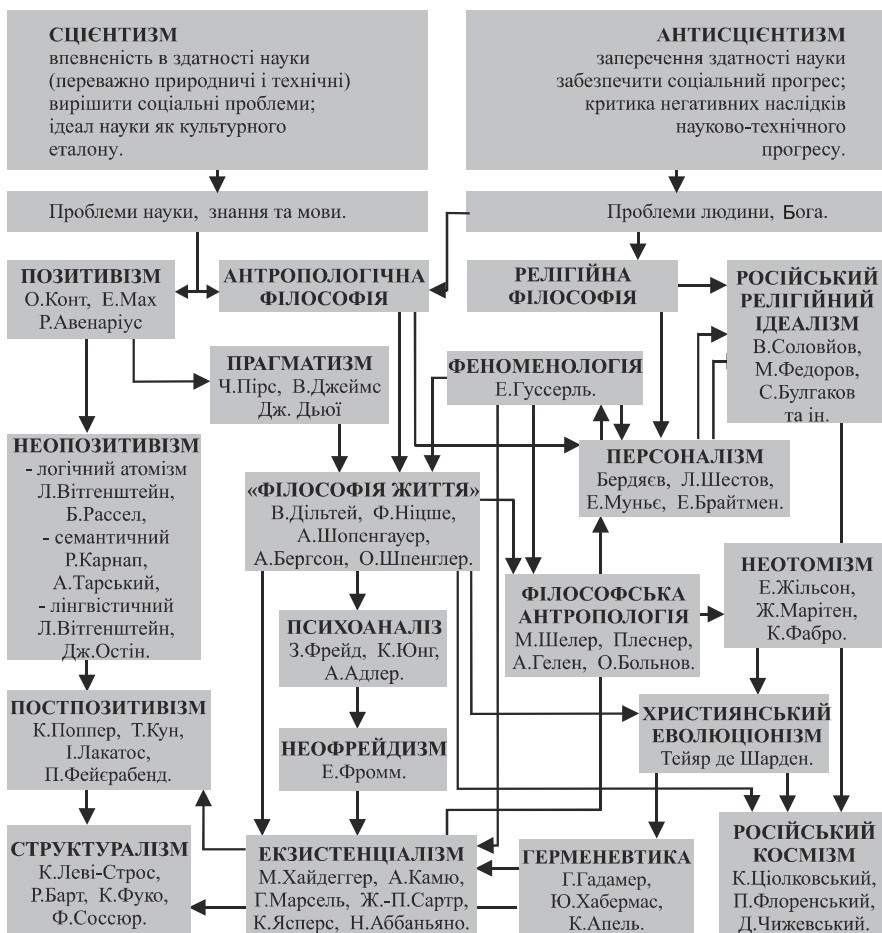 СЦІЄНТИЗМ
впевненість в здатності науки
(переважно природничі і технічні)
вирішити соціальні проблеми;
ідеал науки як культурного
еталону.
АНТИСЦІЄНТИЗМ
заперечення здатності науки
забезпечити соціальний прогрес;
критика негативних наслідків
науково-технічного
прогресу.
Проблеми науки, знання та мови.
Проблеми людини, Бога.
ПОЗИТИВІЗМ
О.Конт, Е.Мах
Р.Авенаріус
АНТРОПОЛОГІЧНА
ФІЛОСОФІЯ
РЕЛІГІЙНА
ФІЛОСОФІЯ
РОСІЙСЬКИЙ
РЕЛІГІЙНИЙ
ІДЕАЛІЗМ
В.Соловйов,
М.Федоров,
С.Булгаков
та ін.
ПРАГМАТИЗМ
Ч.Пірс, В.Джеймс
Дж. Дьюї
ФЕНОМЕНОЛОГІЯ
Е.Гуссерль.
НЕОПОЗИТИВІЗМ
- логічний атомізм
Л.Вітгенштейн,
Б.Рассел,
- семантичний
Р.Карнап,
А.Тарський,
- лінгвістичний
Л.Вітгенштейн,
Дж.Остін.
ПЕРСОНАЛІЗМ
Бердяєв, Л.Шестов,
Е.Муньє, Е.Брайтмен.
«ФІЛОСОФІЯ ЖИТТЯ»
В.Дільтей, Ф.Ніцше,
А.Шопенгауер,
А.Бергсон, О.Шпенглер.
НЕОТОМІЗМ
Е.Жільсон,
Ж.Марітен,
К.Фабро.
ФІЛОСОФСЬКА
АНТРОПОЛОГІЯ
М.Шелер, Плеснер,
А.Гелен, О.Больнов.
ПСИХОАНАЛІЗ
З.Фрейд, К.Юнг,
А.Адлер.
ПОСТПОЗИТИВІЗМ
К.Поппер, Т.Кун,
І.Лакатос,
П.Фейєрабенд.
ХРИСТИЯНСЬКИЙ
ЕВОЛЮЦІОНІЗМ
Тейяр де Шарден.
НЕОФРЕЙДИЗМ
Е.Фромм.
СТРУКТУРАЛІЗМ
К.Леві-Строс,
Р.Барт, К.Фуко,
Ф.Соссюр.
ЕКЗИСТЕНЦІАЛІЗМ
М.Хайдеггер, А.Камю,
Г.Марсель, Ж.-П.Сартр,
К.Ясперс, Н.Аббаньяно.
ГЕРМЕНЕВТИКА
Г.Гадамер,
Ю.Хабермас,
К.Апель.
РОСІЙСЬКИЙ
КОСМІЗМ
К.Ціолковський,
П.Флоренський,
Д.Чижевський.